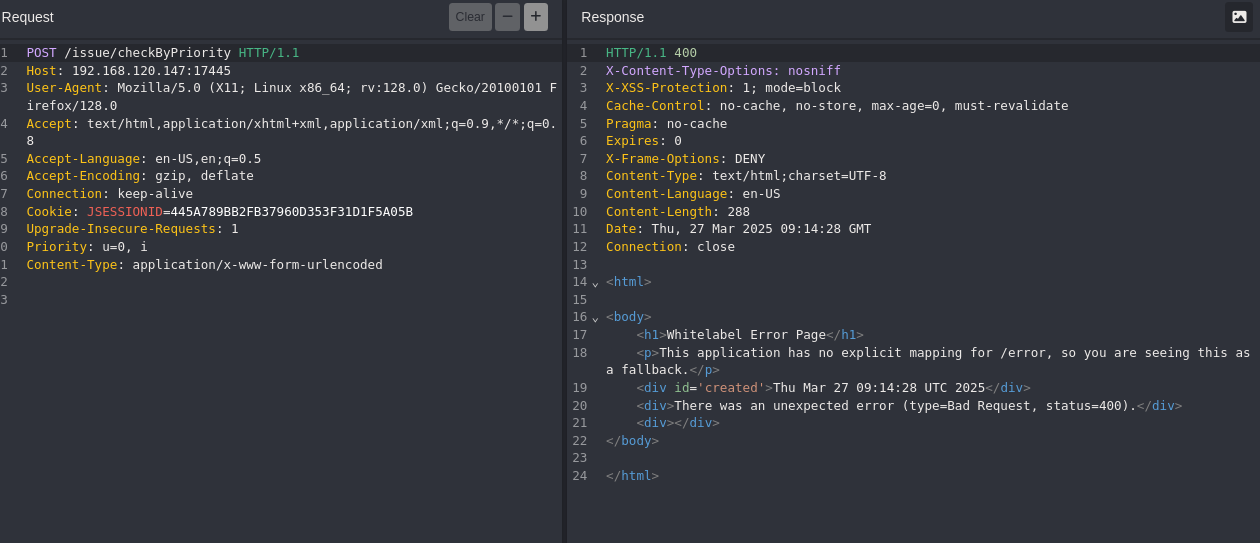 Request
Clear − +
1 POST /issue/checkByPriority HTTP/1.1
2 Host: 192.168.120.147:17445
3 User-Agent: Mozilla/5.0 (X11; Linux x86_64; rv:128.0) Gecko/20100101 F
irefox/128.0
4 Accept: text/html,application/xhtml+xml,application/xml;q=0.9,*/*;q=0.
8
5 Accept-Language: en-US,en;q=0.5
6 Accept-Encoding: gzip, deflate
7 Connection: keep-alive
8 Cookie: JSESSIONID=445A789BB2FB37960D353F31D1F5A05B
9 Upgrade-Insecure-Requests: 1
0 Priority: u=0, i
1 Content-Type: application/x-www-form-urlencoded
2
3
Response
1 HTTP/1.1 400
2 X-Content-Type-Options: nosniff
3 X-XSS-Protection: 1; mode=block
4 Cache-Control: no-cache, no-store, max-age=0, must-revalidate
5 Pragma: no-cache
6 Expires: 0
7 X-Frame-Options: DENY
8 Content-Type: text/html;charset=UTF-8
9 Content-Language: en-US
10 Content-Length: 288
11 Date: Thu, 27 Mar 2025 09:14:28 GMT
12 Connection: close
13
14 <html>
15
16 <body>
17 <h1>Whitelabel Error Page</h1>
18 <p>This application has no explicit mapping for /error, so you are seeing this as
a fallback.</p>
19 <div id='created'>Thu Mar 27 09:14:28 UTC 2025</div>
20 <div>There was an unexpected error (type=Bad Request, status=400).</div>
21 <div></div>
22 </body>
23
24 </html>